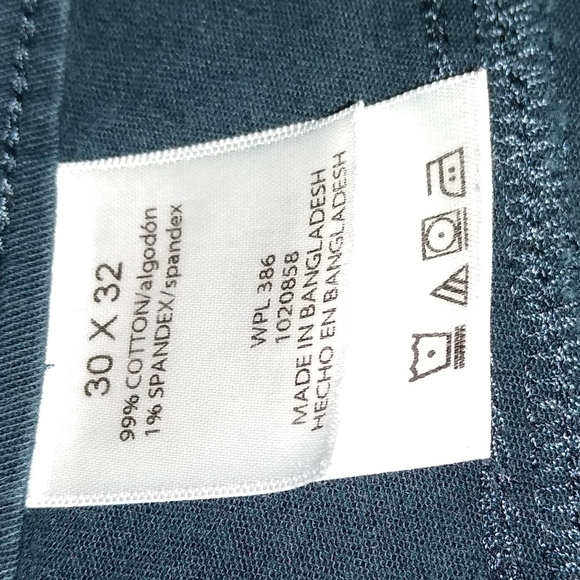 30 X 32
99% COTTON/algodón
1% SPANDEX/spandex
WPL 386
1020858
MADE IN BANGLADESH
HECHO EN BANGLADESH